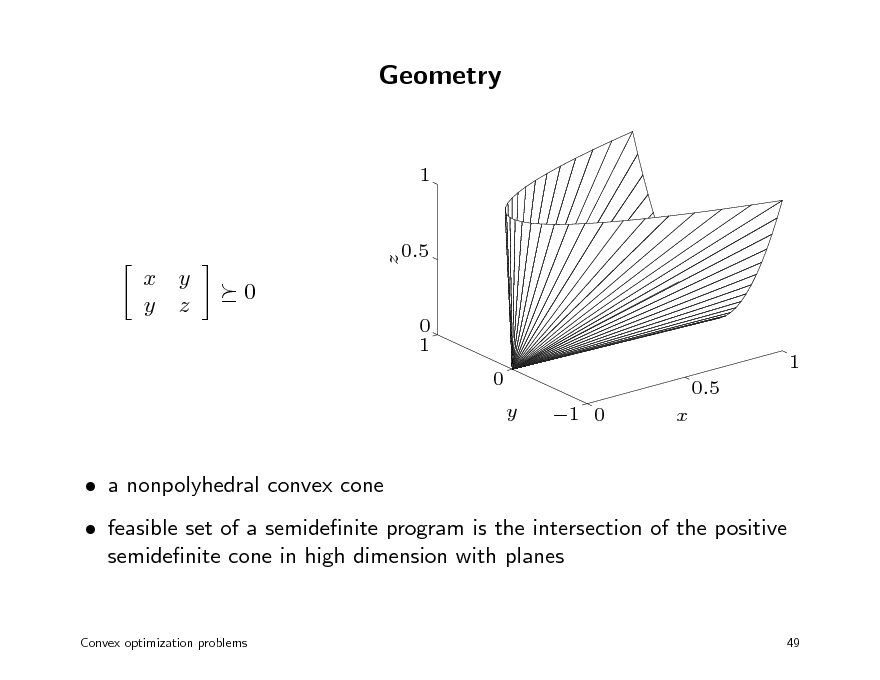 Geometry
[ x y
y z ] ⪰ 0
1
0.5
z
0
1
0
y
−1
0
x
0.5
1
• a nonpolyhedral convex cone
• feasible set of a semidefinite program is the intersection of the positive
semidefinite cone in high dimension with planes
Convex optimization problems 49